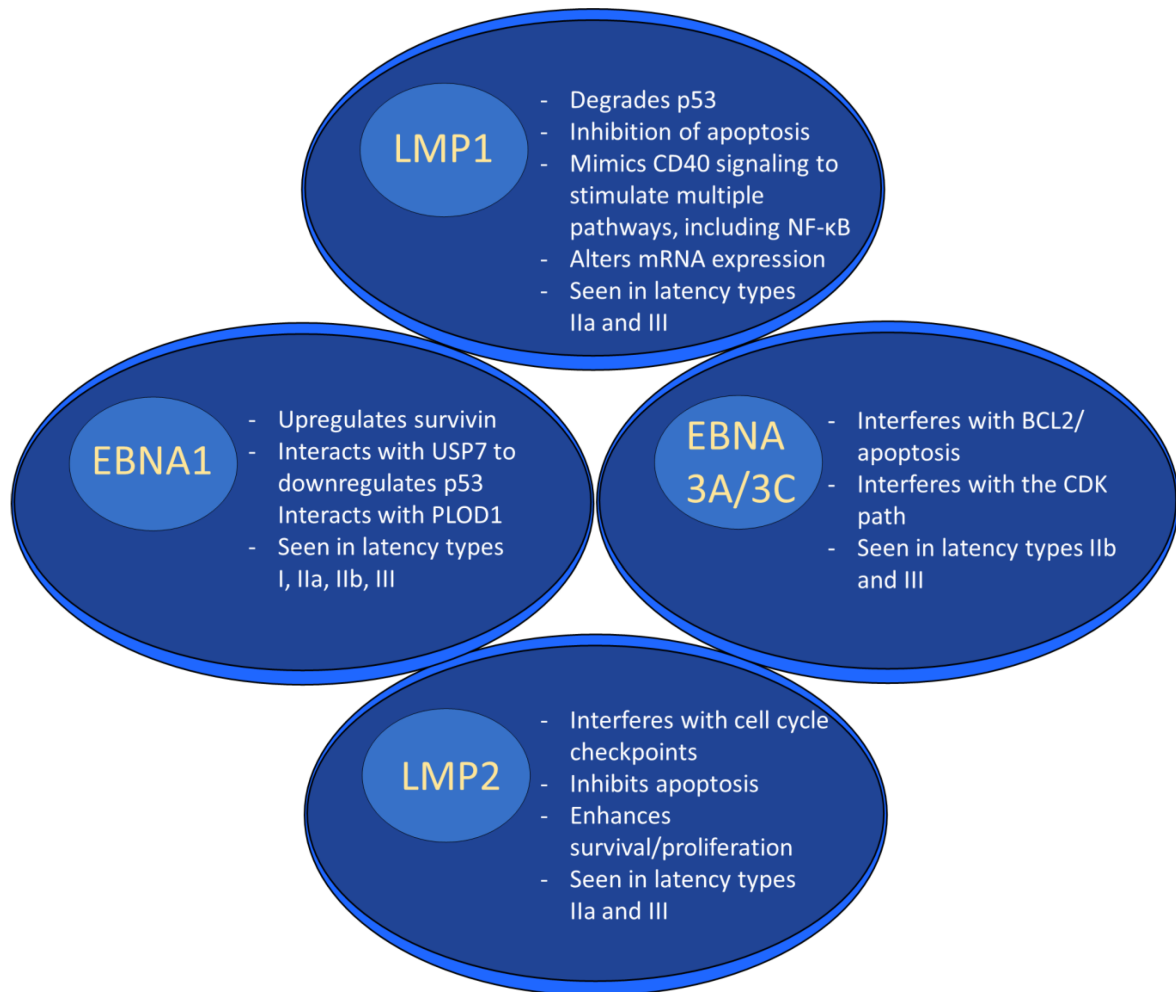 LMP1
- Degrades p53
- Inhibition of apoptosis
- Mimics CD40 signaling to
stimulate multiple
pathways, including NF-κB
- Alters mRNA expression
- Seen in latency types
IIa and III
EBNA1
- Upregulates survivin
- Interacts with USP7 to
downregulates p53
Interacts with PLOD1
- Seen in latency types
I, IIa, IIb, III
EBNA
3A/3C
- Interferes with BCL2/
apoptosis
- Interferes with the CDK
path
- Seen in latency types IIb
and III
LMP2
- Interferes with cell cycle
checkpoints
- Inhibits apoptosis
- Enhances
survival/proliferation
- Seen in latency types
IIa and III